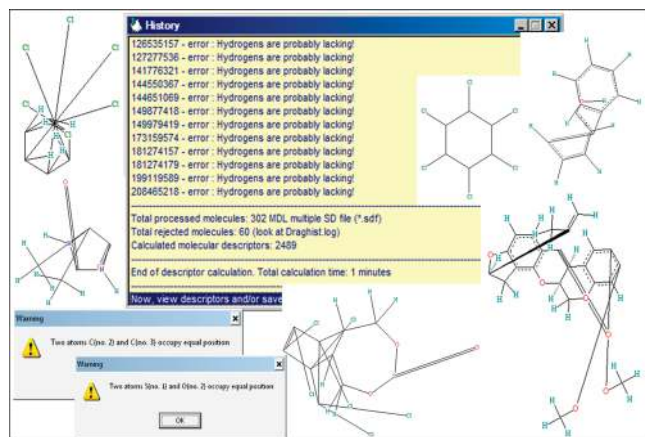 History
126535157 - error : Hydrogens are probably lacking!
127277536 - error : Hydrogens are probably lacking!
141776321 - error : Hydrogens are probably lacking!
144550367 - error : Hydrogens are probably lacking!
144651069 - error : Hydrogens are probably lacking!
149877418 - error : Hydrogens are probably lacking!
149979419 - error : Hydrogens are probably lacking!
173159574 - error : Hydrogens are probably lacking!
181274157 - error : Hydrogens are probably lacking!
181274179 - error : Hydrogens are probably lacking!
199119589 - error : Hydrogens are probably lacking!
208465218 - error : Hydrogens are probably lacking!
Total processed molecules: 302 MDL multiple SD file (*.sdf)
Total rejected molecules: 60 (look at Draghist.log)
Calculated molecular descriptors: 2489
End of descriptor calculation. Total calculation time: 1 minutes
Now, view descriptors and/or save
Warning
Two atoms C(no. 2) and C(no. 3) occupy equal position
Warning
Two atoms S(no. 1) and O(no. 2) occupy equal position
OK